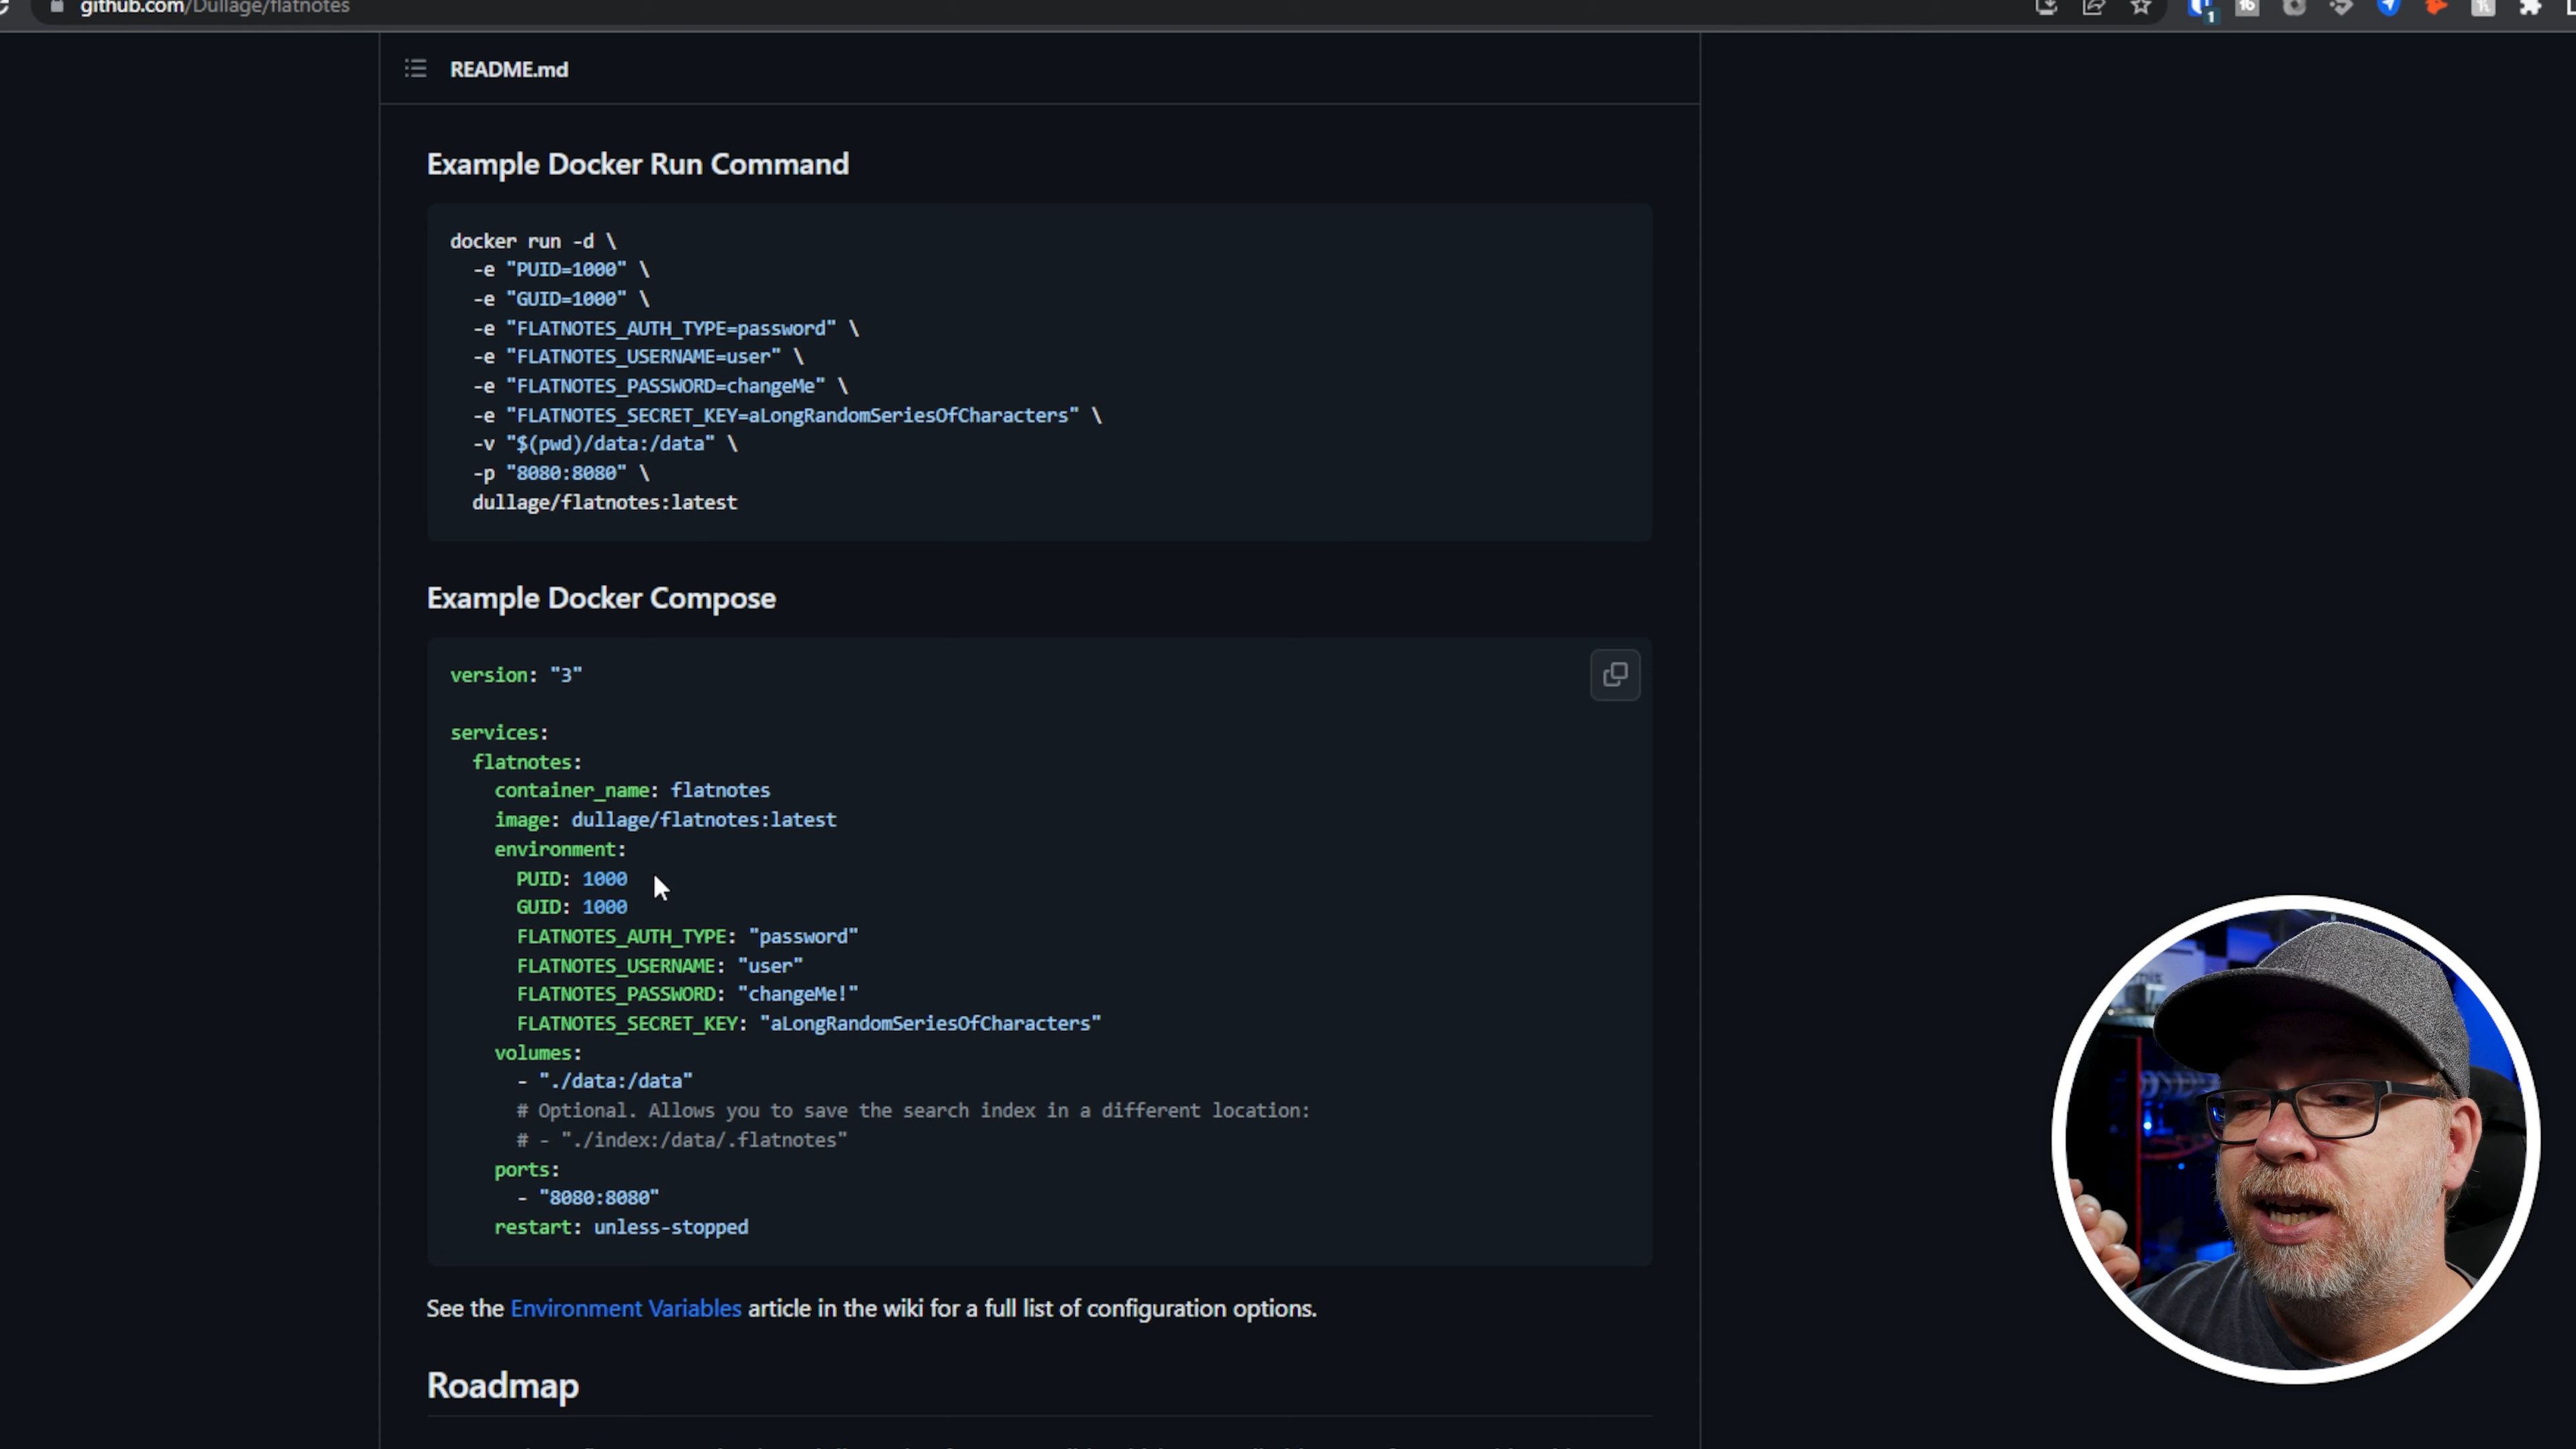 github.com/Dullage/flatnotes
1
README.md
Example Docker Run Command
docker run -d \
-e "PUID=1000" \
-e "GUID=1000" \
-e "FLATNOTES_AUTH_TYPE=password" \
-e "FLATNOTES_USERNAME=user" \
-e "FLATNOTES_PASSWORD=changeMe" \
-e "FLATNOTES_SECRET_KEY=aLongRandomSeriesOfCharacters" \
-v "$(pwd)/data:/data" \
-p "8080:8080" \
dullage/flatnotes:latest
Example Docker Compose
version: "3"
services:
flatnotes:
container_name: flatnotes
image: dullage/flatnotes:latest
environment:
PUID: 1000
GUID: 1000
FLATNOTES_AUTH_TYPE: "password"
FLATNOTES_USERNAME: "user"
FLATNOTES_PASSWORD: "changeMe!"
FLATNOTES_SECRET_KEY: "aLongRandomSeriesOfCharacters"
volumes:
- "./data:/data"
# Optional. Allows you to save the search index in a different location:
# - "./index:/data/.flatnotes"
ports:
- "8080:8080"
restart: unless-stopped
See the Environment Variables article in the wiki for a full list of configuration options.
Roadmap